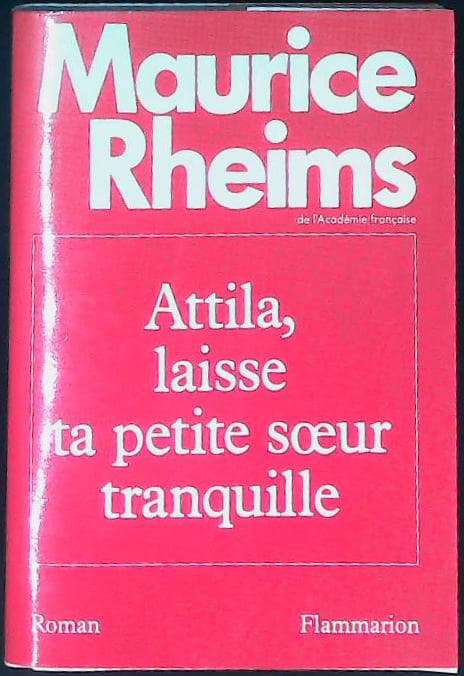 Maurice
Rheims
de l'Académie française
Attila,
laisse
ta petite sœur
tranquille
Roman Flammarion